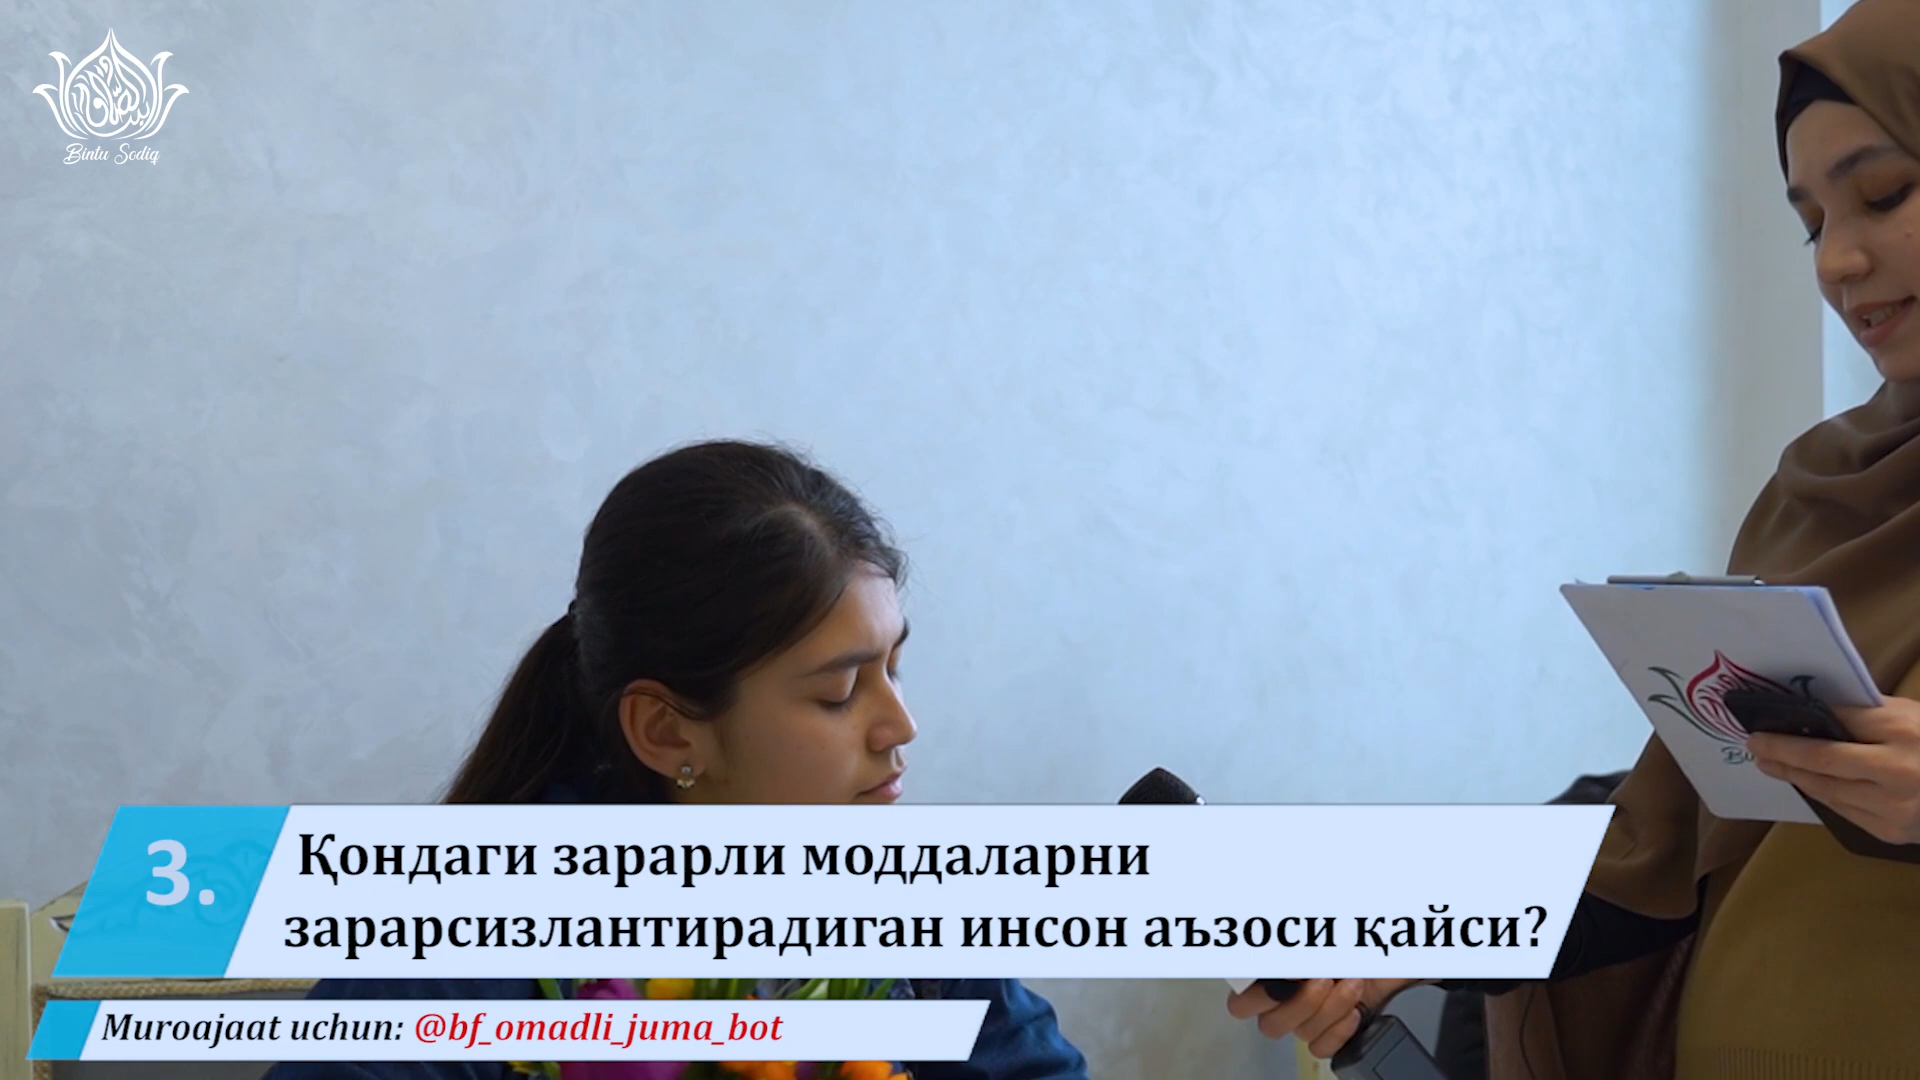 Bintu Sodiq
3.
Қондаги зарарли моддаларни
зарарсизлантирадиган инсон аъзоси қайси?
Muroajaat uchun: @bf_omadli_juma_bot